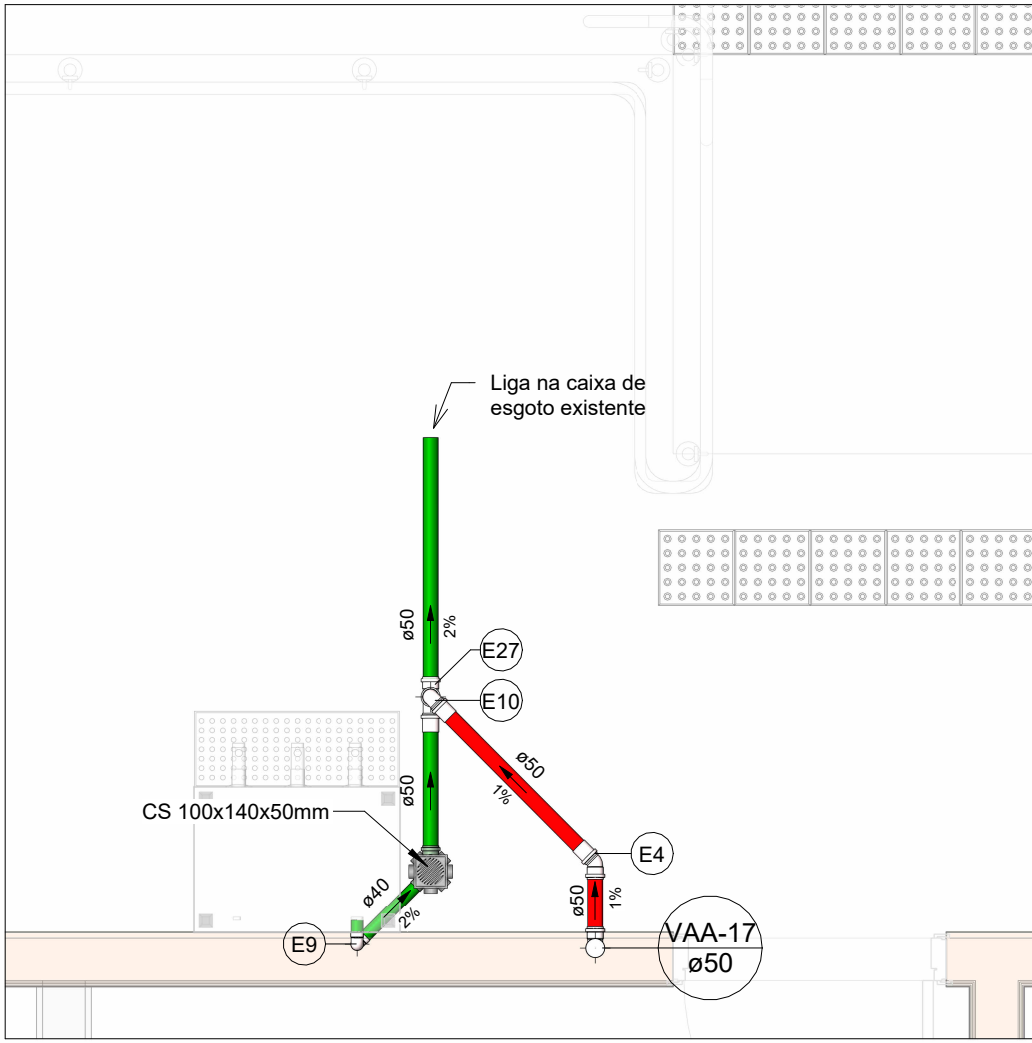 Liga na caixa de
esgoto existente
ø50
2%
E27
E10
ø50
1%
ø50
CS 100x140x50mm
E4
ø40
2%
ø50
1%
E9
VAA-17
ø50